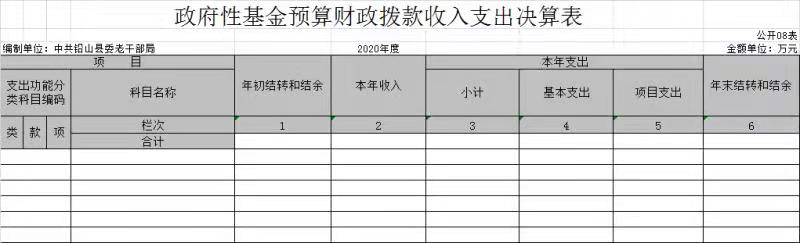 政府性基金预算财政拨款收入支出决算表
公开08表
编制单位：中共铅山县委老干部局 2020年度 金额单位：万元
项 目 年初结转和结余 本年收入 本年支出 年末结转和结余
支出功能分类科目编码 科目名称 小计 基本支出 项目支出
类 款 项 栏次 1 2 3 4 5 6
合计